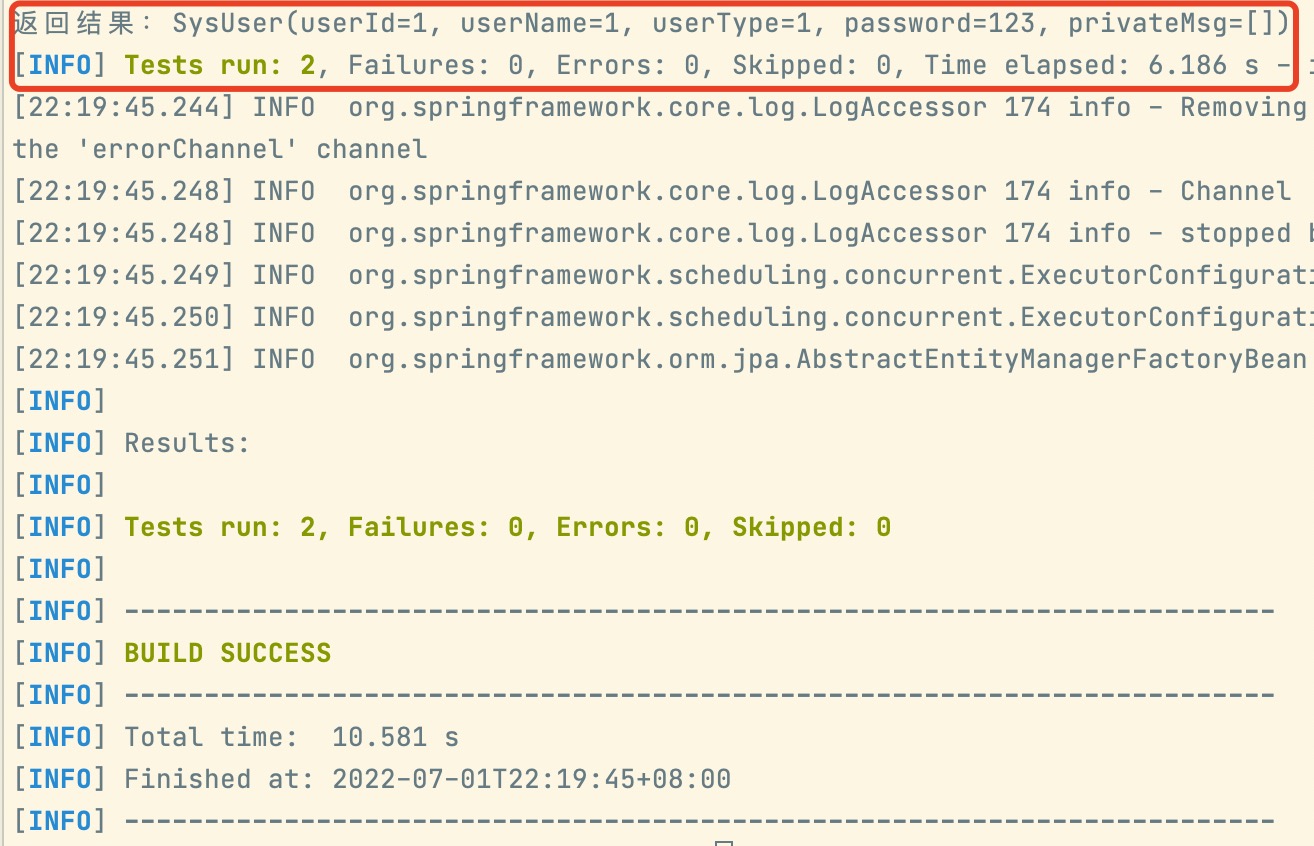 返回结果：SysUser(userId=1, userName=1, userType=1, password=123, privateMsg=[])
[INFO] Tests run: 2, Failures: 0, Errors: 0, Skipped: 0, Time elapsed: 6.186 s -
[22:19:45.244] INFO  org.springframework.core.log.LogAccessor 174 info - Removing
the 'errorChannel' channel
[22:19:45.248] INFO  org.springframework.core.log.LogAccessor 174 info - Channel
[22:19:45.248] INFO  org.springframework.core.log.LogAccessor 174 info - stopped
[22:19:45.249] INFO  org.springframework.scheduling.concurrent.ExecutorConfigurati
[22:19:45.250] INFO  org.springframework.scheduling.concurrent.ExecutorConfigurati
[22:19:45.251] INFO  org.springframework.orm.jpa.AbstractEntityManagerFactoryBean
[INFO]
[INFO] Results:
[INFO]
[INFO] Tests run: 2, Failures: 0, Errors: 0, Skipped: 0
[INFO]
[INFO] ------------------------------------------------------------------------
[INFO] BUILD SUCCESS
[INFO] ------------------------------------------------------------------------
[INFO] Total time:  10.581 s
[INFO] Finished at: 2022-07-01T22:19:45+08:00
[INFO] ------------------------------------------------------------------------